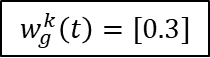 w_g^k(t) = [0.3]